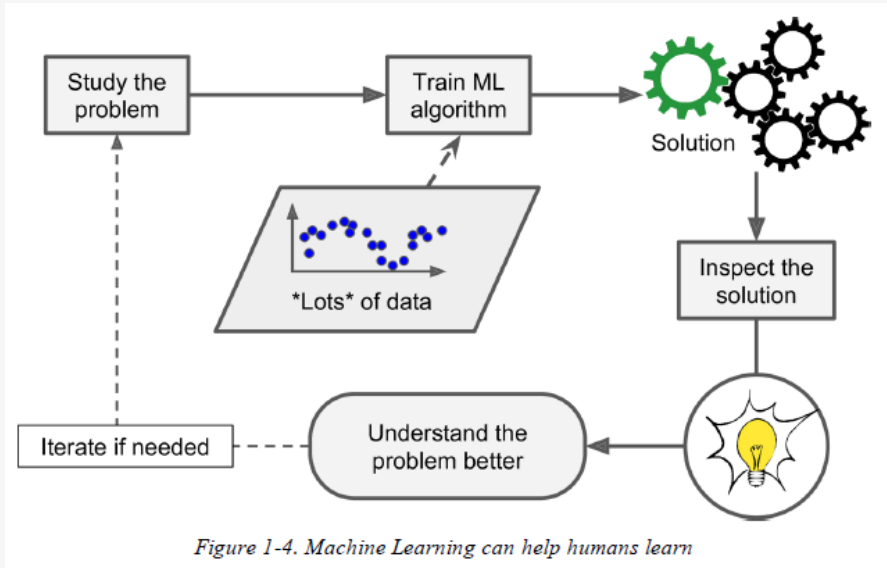 Study the
problem
Train ML
algorithm
Solution
*Lots* of data
Inspect the
solution
Understand the
problem better
Iterate if needed
Figure 1-4. Machine Learning can help humans learn